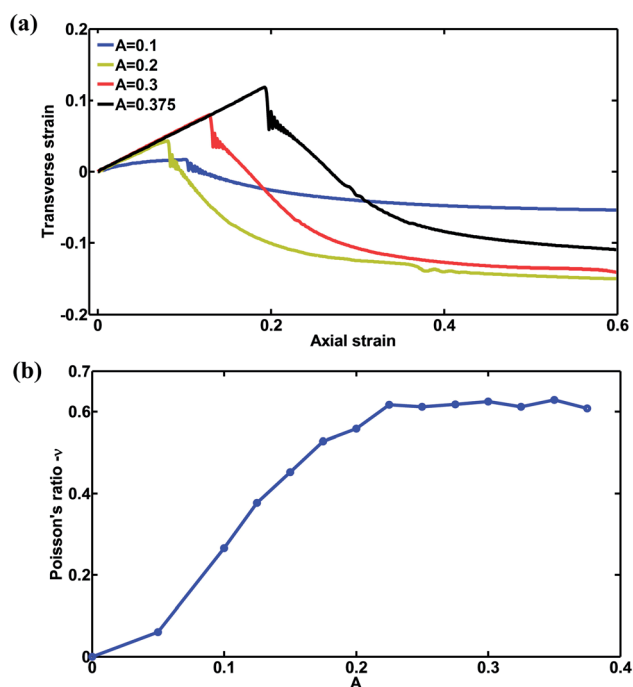 (a)
0.2
0.1
0
-0.1
-0.2
Transverse strain
A=0.1
A=0.2
A=0.3
A=0.375
0
0.2
0.4
0.6
Axial strain
(b)
0.7
0.6
0.4
0.2
0
Poisson's ratio -ν
0
0.1
0.2
0.3
0.4
A